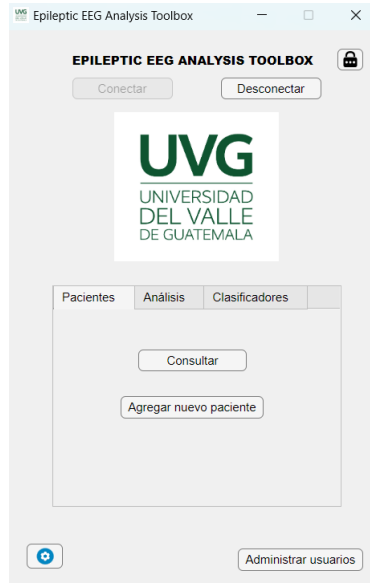 UVG Epileptic EEG Analysis Toolbox
EPILEPTIC EEG ANALYSIS TOOLBOX
Conectar Desconectar
UVG
UNIVERSIDAD
DEL VALLE
DE GUATEMALA
Pacientes Análisis Clasificadores
Consultar
Agregar nuevo paciente
Administrar usuarios